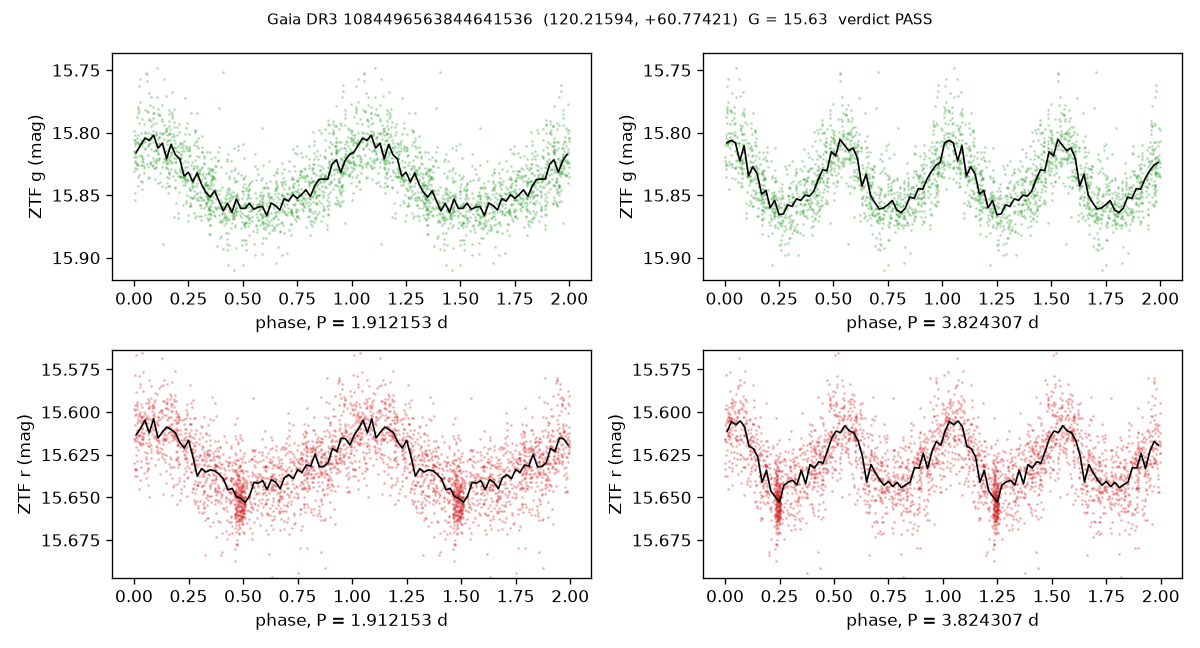 Gaia DR3 1084496563844641536  (120.21594, +60.77421)  G = 15.63  verdict PASS
ZTF g (mag)
15.75
15.80
15.85
15.90
0.00 0.25 0.50 0.75 1.00 1.25 1.50 1.75 2.00
phase, P = 1.912153 d
ZTF g (mag)
15.75
15.80
15.85
15.90
0.00 0.25 0.50 0.75 1.00 1.25 1.50 1.75 2.00
phase, P = 3.824307 d
ZTF r (mag)
15.575
15.600
15.625
15.650
15.675
0.00 0.25 0.50 0.75 1.00 1.25 1.50 1.75 2.00
phase, P = 1.912153 d
ZTF r (mag)
15.575
15.600
15.625
15.650
15.675
0.00 0.25 0.50 0.75 1.00 1.25 1.50 1.75 2.00
phase, P = 3.824307 d